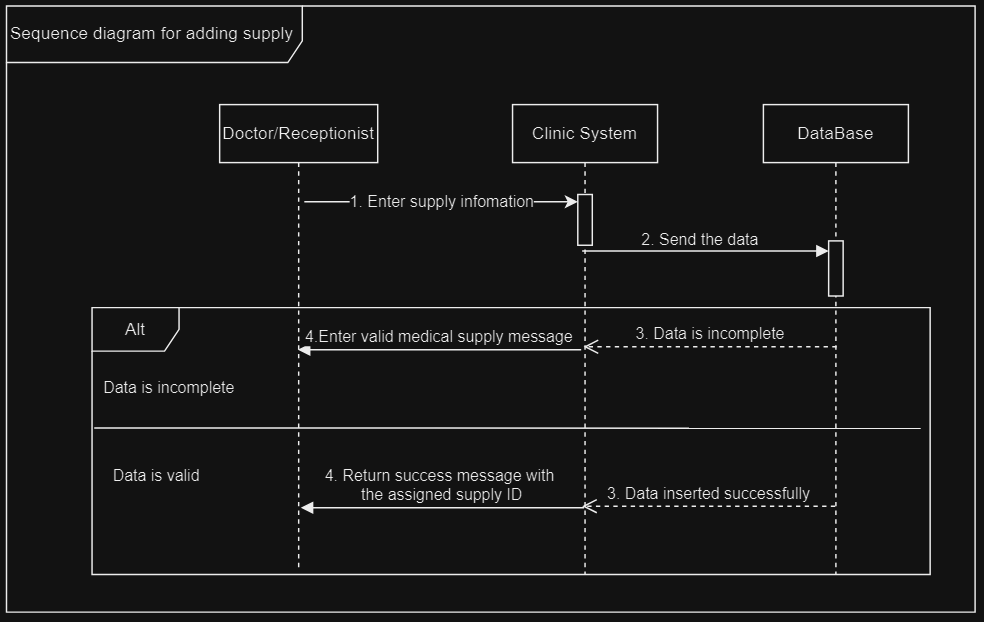 Sequence diagram for adding supply
Doctor/Receptionist
Clinic System
DataBase
1. Enter supply infomation
2. Send the data
Alt
4.Enter valid medical supply message
3. Data is incomplete
Data is incomplete
Data is valid
4. Return success message with
the assigned supply ID
3. Data inserted successfully